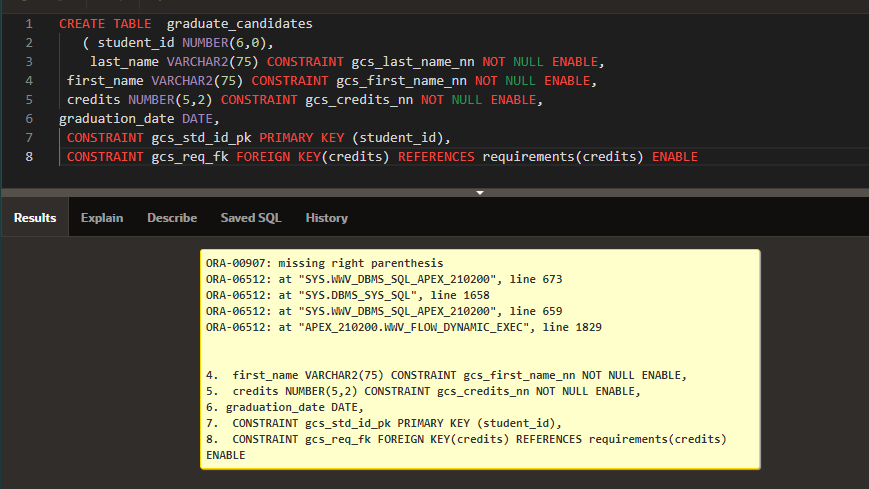 1 CREATE TABLE graduate_candidates
2 ( student_id NUMBER(6,0),
3 last_name VARCHAR2(75) CONSTRAINT gcs_last_name_nn NOT NULL ENABLE,
4 first_name VARCHAR2(75) CONSTRAINT gcs_first_name_nn NOT NULL ENABLE,
5 credits NUMBER(5,2) CONSTRAINT gcs_credits_nn NOT NULL ENABLE,
6 graduation_date DATE,
7 CONSTRAINT gcs_std_id_pk PRIMARY KEY (student_id),
8 CONSTRAINT gcs_req_fk FOREIGN KEY(credits) REFERENCES requirements(credits) ENABLE
Results Explain Describe Saved SQL History
ORA-00907: missing right parenthesis
ORA-06512: at "SYS.WWV_DBMS_SQL_APEX_210200", line 673
ORA-06512: at "SYS.DBMS_SYS_SQL", line 1658
ORA-06512: at "SYS.WWV_DBMS_SQL_APEX_210200", line 659
ORA-06512: at "APEX_210200.WWV_FLOW_DYNAMIC_EXEC", line 1829
4. first_name VARCHAR2(75) CONSTRAINT gcs_first_name_nn NOT NULL ENABLE,
5. credits NUMBER(5,2) CONSTRAINT gcs_credits_nn NOT NULL ENABLE,
6. graduation_date DATE,
7. CONSTRAINT gcs_std_id_pk PRIMARY KEY (student_id),
8. CONSTRAINT gcs_req_fk FOREIGN KEY(credits) REFERENCES requirements(credits)
ENABLE